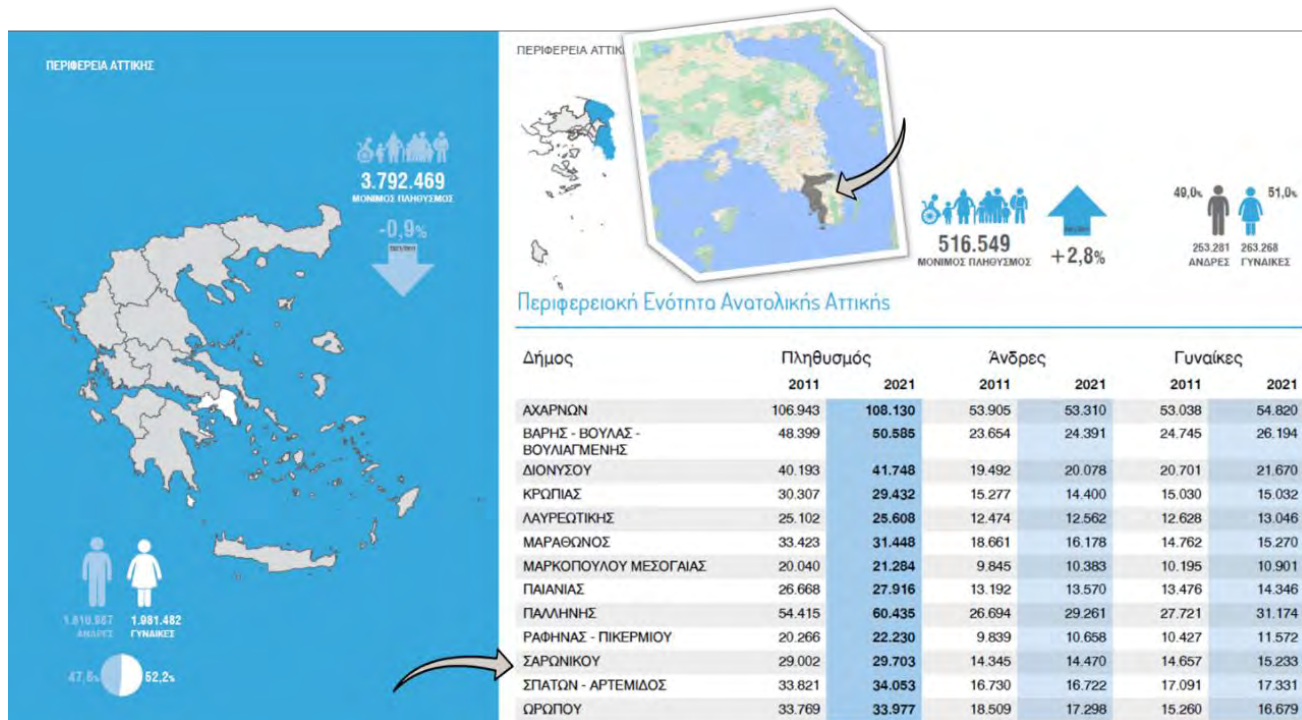 ΠΕΡΙΦΕΡΕΙΑ ΑΤΤΙΚΗΣ
3.792.469
ΜΟΝΙΜΟΣ ΠΛΗΘΥΣΜΟΣ
-0,9%
1.810.987
ΑΝΔΡΕΣ
1.981.482
ΓΥΝΑΙΚΕΣ
52,2%
ΠΕΡΙΦΕΡΕΙΑ
516.549
ΜΟΝΙΜΟΣ ΠΛΗΘΥΣΜΟΣ
+2,8%
49,0% 51,0%
253.281 263.268
ΑΝΔΡΕΣ ΓΥΝΑΙΚΕΣ
Περιφερειακή Ενότητα Ανατολικής Αττικής
Δήμος Πληθυσμός Άνδρες Γυναίκες
2011 2021 2011 2021 2011 2021
ΑΧΑΡΝΩΝ 106.943 108.130 53.905 53.310 53.038 54.820
ΒΑΡΗΣ - ΒΟΥΛΑΣ - 48.399 50.585 23.654 24.391 24.745 26.194
ΒΟΥΛΙΑΓΜΕΝΗΣ
ΔΙΟΝΥΣΟΥ 40.193 41.748 19.492 20.078 20.701 21.670
ΚΡΩΠΙΑΣ 30.307 29.432 15.277 14.400 15.030 15.032
ΛΑΥΡΕΩΤΙΚΗΣ 25.102 25.608 12.474 12.562 12.628 13.046
ΜΑΡΑΘΩΝΟΣ 33.423 31.448 18.661 16.178 14.762 15.270
ΜΑΡΚΟΠΟΥΛΟΥ ΜΕΣΟΓΑΙΑΣ 20.040 21.284 9.845 10.383 10.195 10.901
ΠΑΙΑΝΙΑΣ 26.668 27.916 13.192 13.570 13.476 14.346
ΠΑΛΛΗΝΗΣ 54.415 60.435 26.694 29.261 27.721 31.174
ΡΑΦΗΝΑΣ - ΠΙΚΕΡΜΙΟΥ 20.266 22.230 9.839 10.658 10.427 11.572
ΣΑΡΩΝΙΚΟΥ 29.002 29.703 14.345 14.470 14.657 15.233
ΣΠΑΤΩΝ - ΑΡΤΕΜΙΔΟΣ 33.821 34.053 16.730 16.722 17.091 17.331
ΩΡΩΠΟΥ 33.769 33.977 18.509 17.298 15.260 16.679